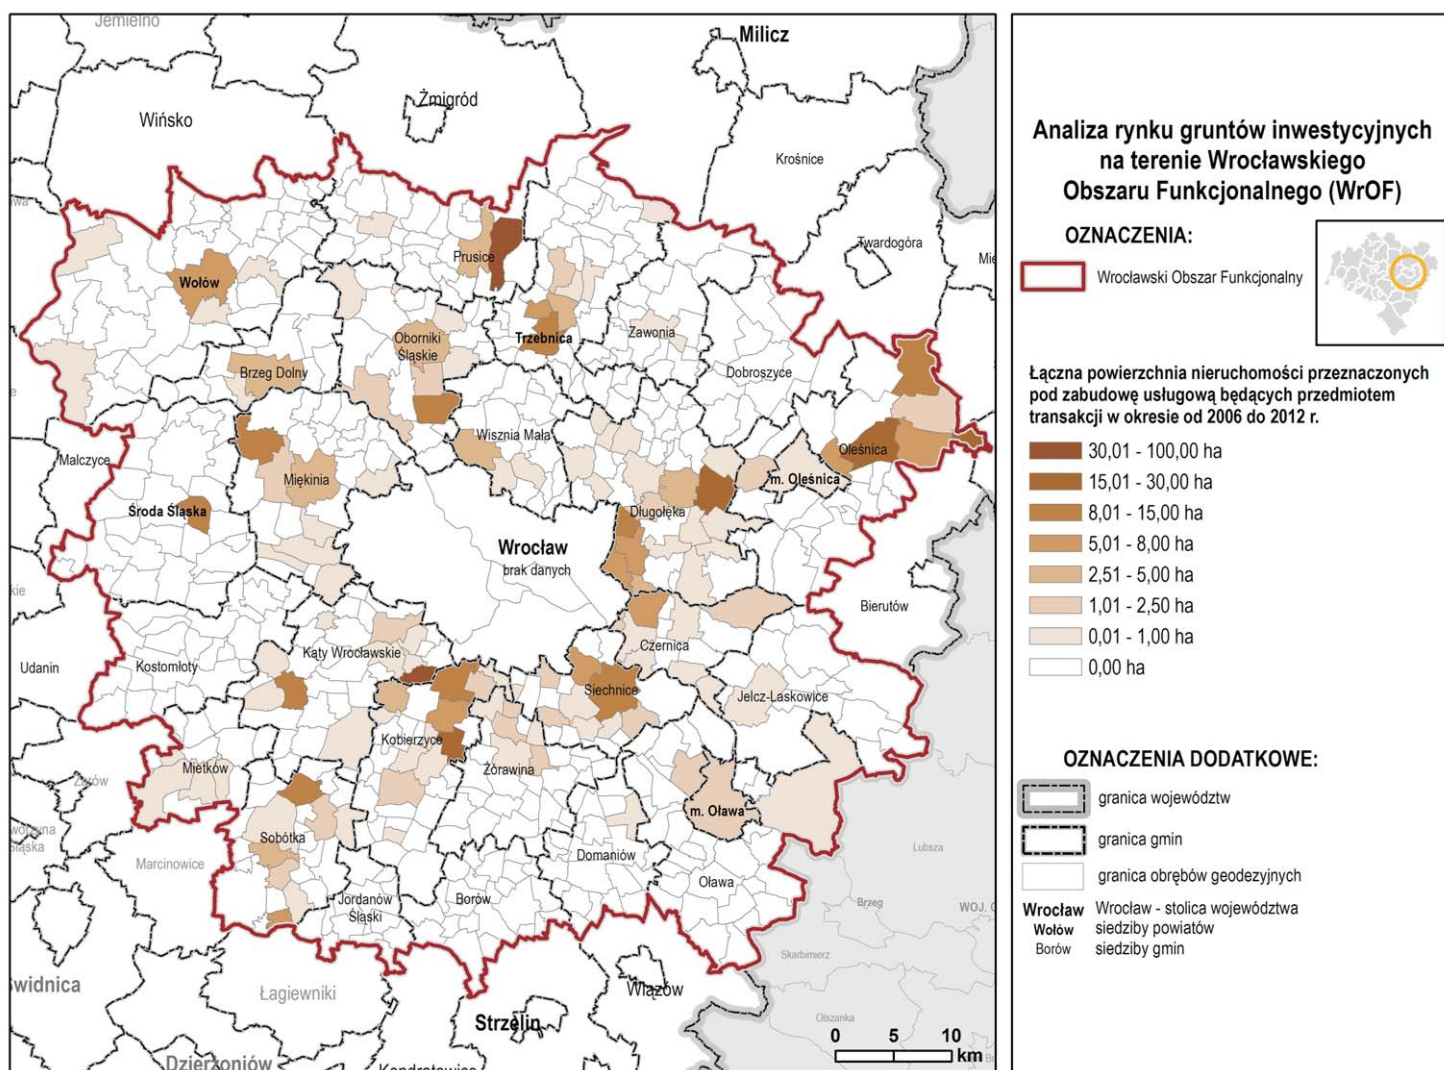 Jemielno
Milicz
Żmigród
Wińsko
Krośnice
Twardogóra
Prusice
Wołów
Trzebnica
Zawonia
Oborniki
Śląskie
Brzeg Dolny
Dobroszyce
Wisznia Mała
Oleśnica
Malczyce
Miękinia
m. Oleśnica
Środa Śląska
Długołęka
Wrocław
brak danych
Bierutów
Czernica
Udanin
Kostomłoty
Kąty Wrocławskie
Siechnice
Jelcz-Laskowice
Kobierzyce
Mietków
Żórawina
Żarów
m. Oława
Sobótka
Marcinowice
Domaniów
Lubsza
Oława
Jordanów
Śląski
Borów
Brzeg
WOJ. O
Skarbimierz
Świdnica
Łagiewniki
Wiązów
Strzelin
Olszanka
Dzierżoniów
Kondratowice
0 5 10
km
Analiza rynku gruntów inwestycyjnych
na terenie Wrocławskiego
Obszaru Funkcjonalnego (WrOF)
OZNACZENIA:
Wrocławski Obszar Funkcjonalny
Łączna powierzchnia nieruchomości przeznaczonych
pod zabudowę usługową będących przedmiotem
transakcji w okresie od 2006 do 2012 r.
30,01 - 100,00 ha
15,01 - 30,00 ha
8,01 - 15,00 ha
5,01 - 8,00 ha
2,51 - 5,00 ha
1,01 - 2,50 ha
0,01 - 1,00 ha
0,00 ha
OZNACZENIA DODATKOWE:
granica województw
granica gmin
granica obrębów geodezyjnych
Wrocław Wrocław - stolica województwa
Wołów siedziby powiatów
Borów siedziby gmin